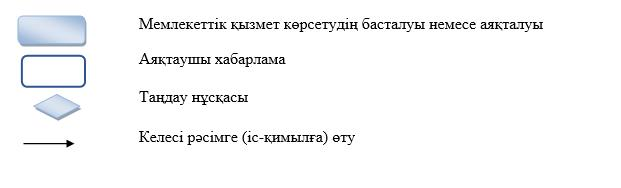 Мемлекеттік қызмет көрсетудің басталуы немесе аяқталуы
Аяқтаушы хабарлама
Таңдау нұсқасы
Келесі рәсімге (іс-қимылға) өту